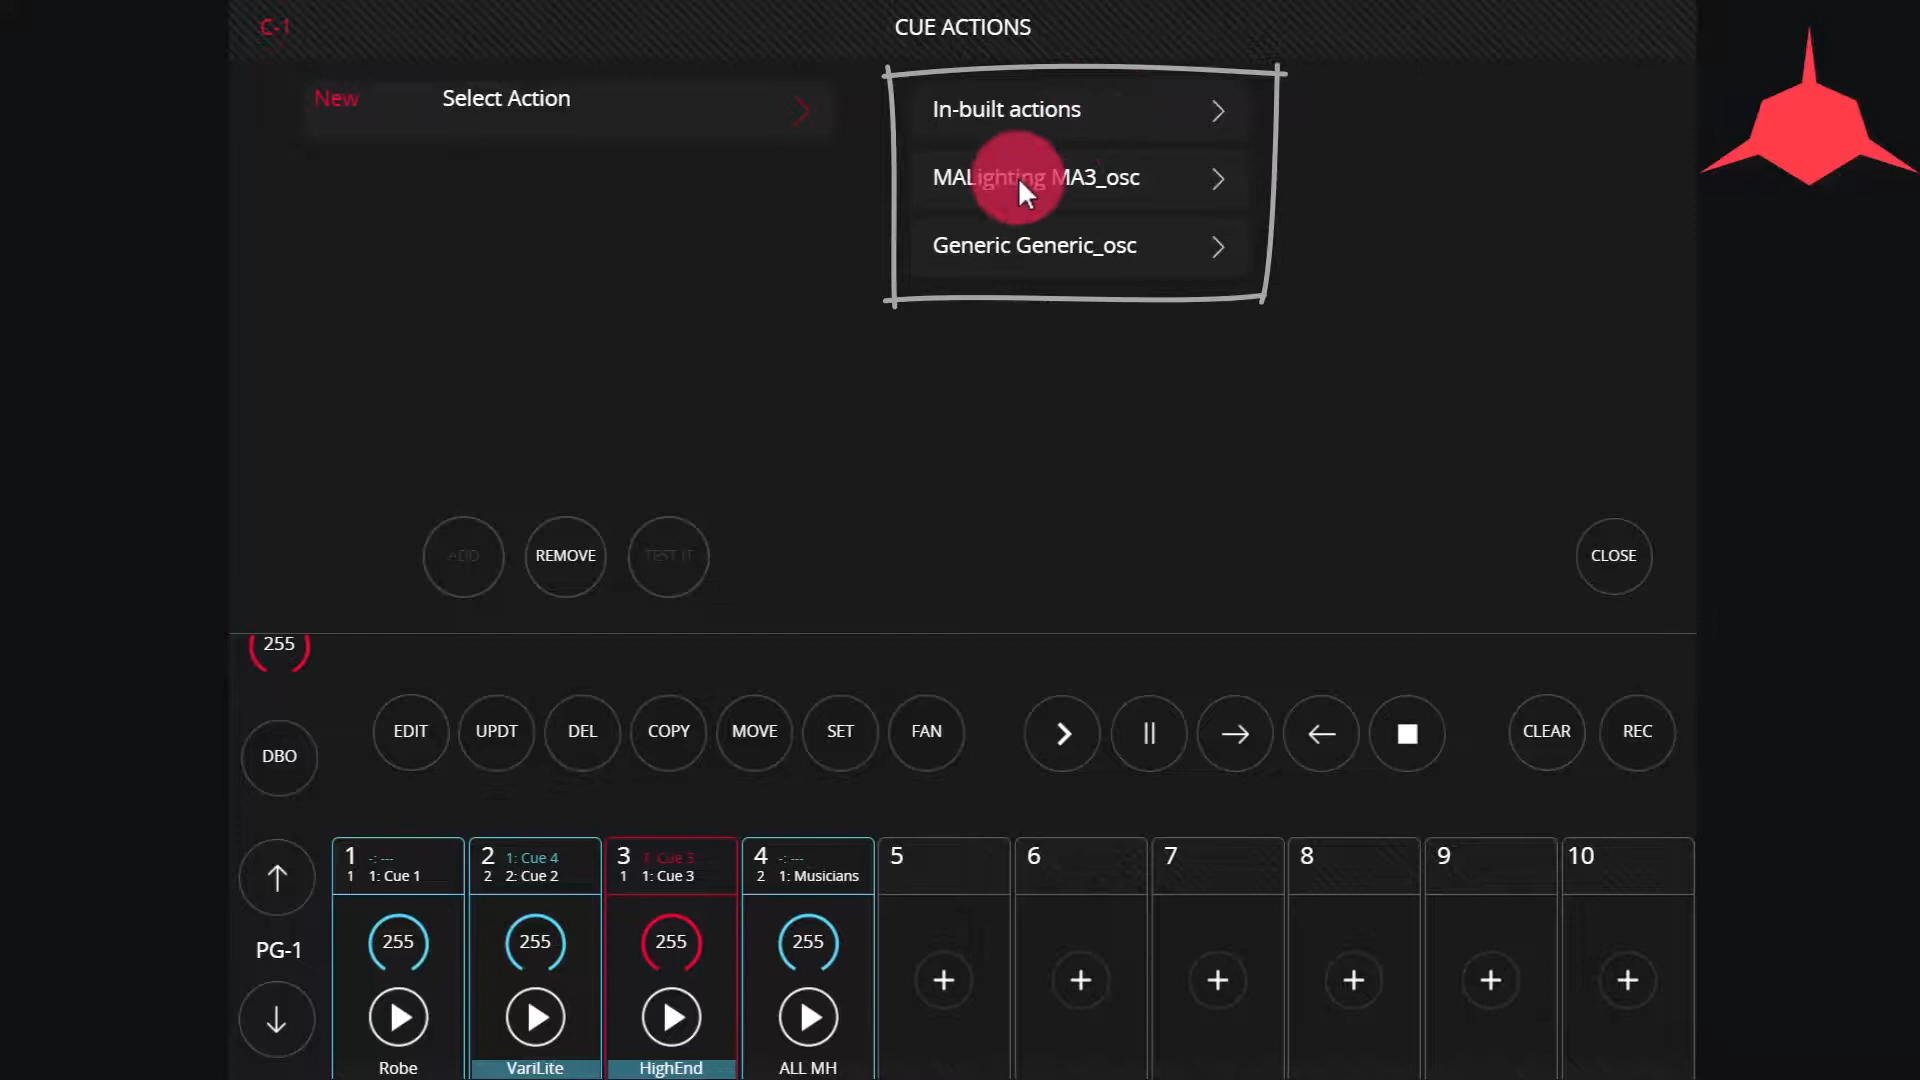 C-1
CUE ACTIONS
New Select Action
In-built actions
MALighting MA3_osc
Generic Generic_osc
ADD
REMOVE
TEST IT
CLOSE
255
DBO
EDIT
UPDT
DEL
COPY
MOVE
SET
FAN
CLEAR
REC
PG-1
1 -: ---
1 1: Cue 1
255
Robe
2 1: Cue 4
2 2: Cue 2
255
VariLite
3
1 1: Cue 3
255
HighEnd
4 -: ---
2 1: Musicians
255
ALL MH
5
6
7
8
9
10